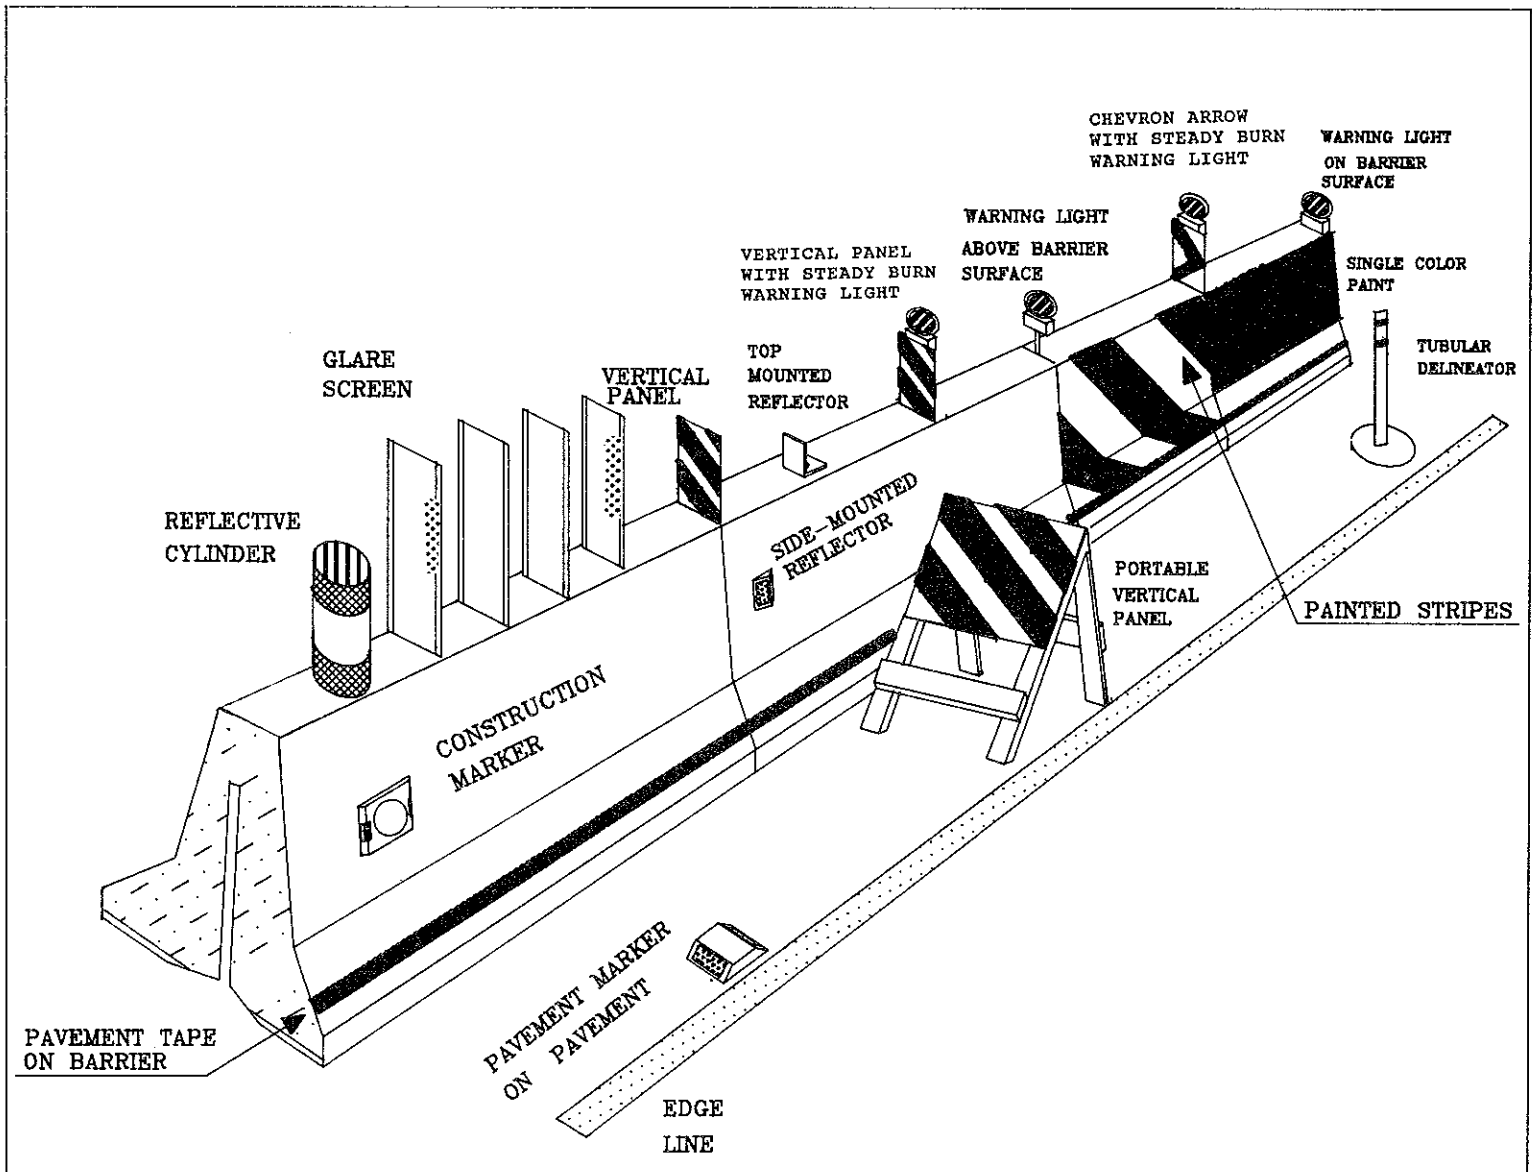 CHEVRON ARROW
WITH STEADY BURN
WARNING LIGHT
WARNING LIGHT
ON BARRIER
SURFACE
WARNING LIGHT
ABOVE BARRIER
SURFACE
VERTICAL PANEL
WITH STEADY BURN
WARNING LIGHT
SINGLE COLOR
PAINT
TUBULAR
DELINEATOR
GLARE
SCREEN
VERTICAL
PANEL
TOP
MOUNTED
REFLECTOR
REFLECTIVE
CYLINDER
SIDE-MOUNTED
REFLECTOR
PORTABLE
VERTICAL
PANEL
PAINTED STRIPES
CONSTRUCTION
MARKER
PAVEMENT MARKER
ON PAVEMENT
PAVEMENT TAPE
ON BARRIER
EDGE
LINE